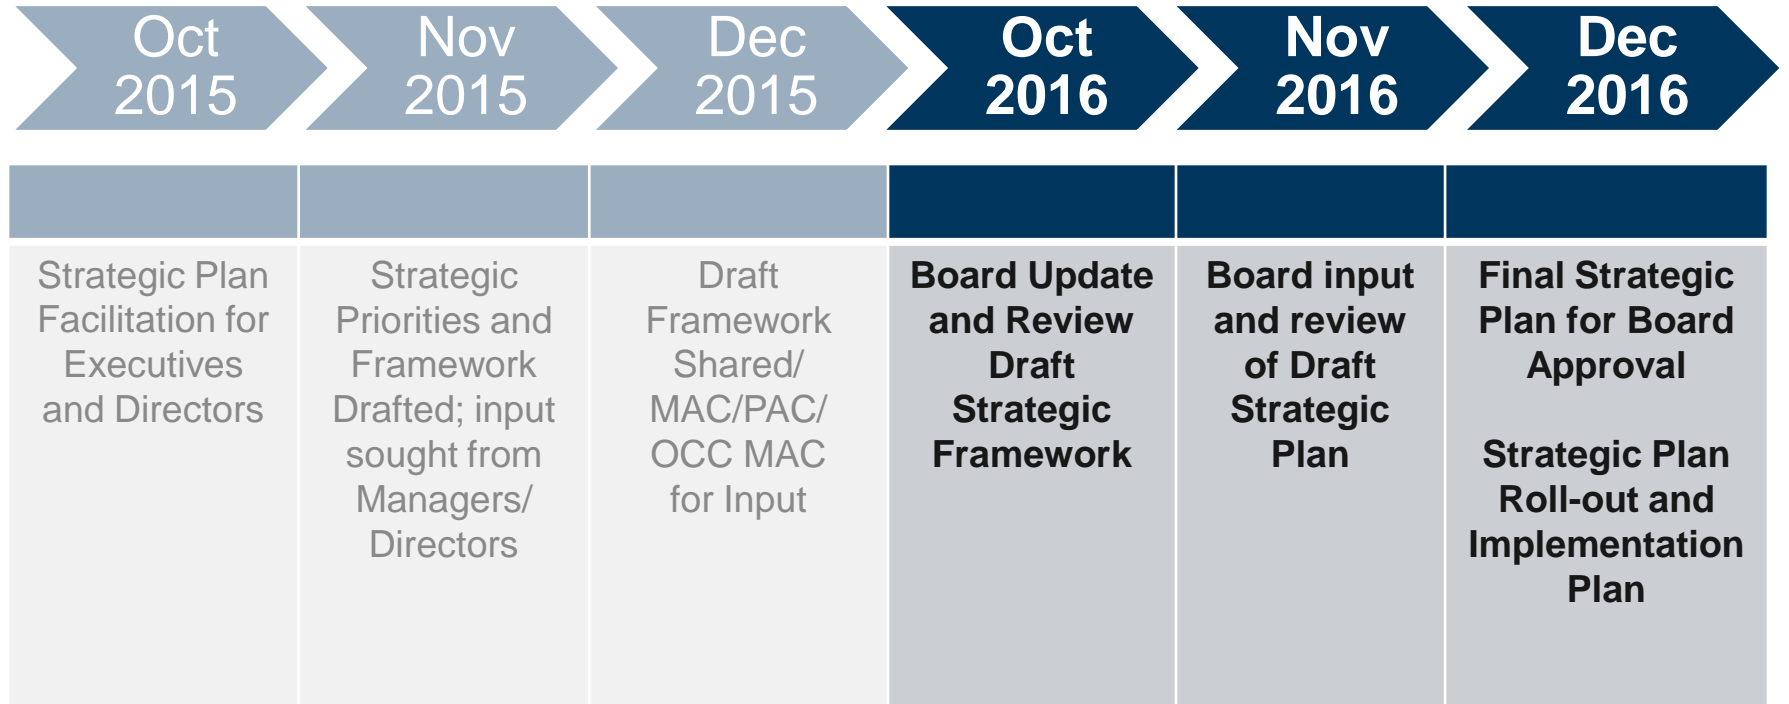 Oct
2015
Nov
2015
Dec
2015
Oct
2016
Nov
2016
Dec
2016
Strategic Plan
Facilitation for
Executives
and Directors
Strategic
Priorities and
Framework
Drafted; input
sought from
Managers/
Directors
Draft
Framework
Shared/
MAC/PAC/
OCC MAC
for Input
Board Update
and Review
Draft
Strategic
Framework
Board input
and review
of Draft
Strategic
Plan
Final Strategic
Plan for Board
Approval
Strategic Plan
Roll-out and
Implementation
Plan